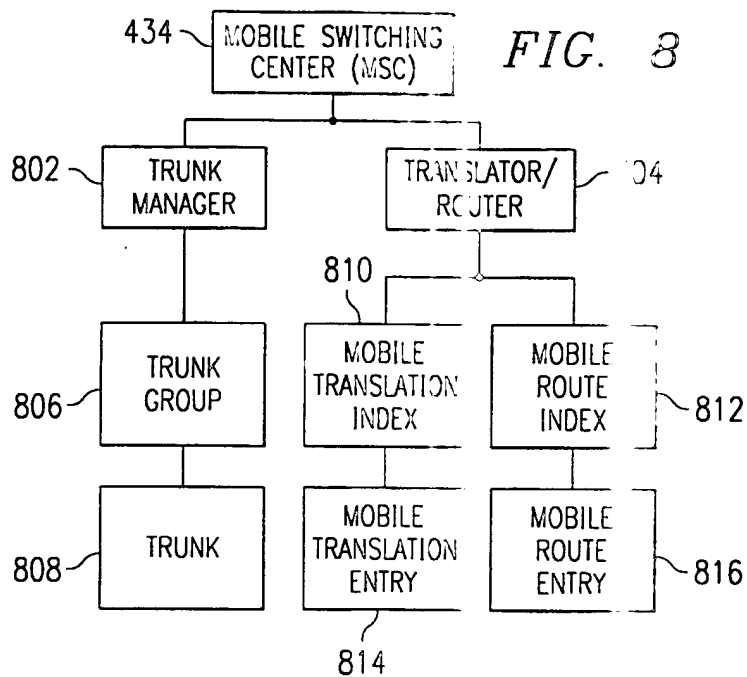 434
MOBILE SWITCHING
CENTER (MSC)
FIG. 8
802
TRUNK
MANAGER
TRANSLATOR/
ROUTER
04
810
806
TRUNK
GROUP
MOBILE
TRANSLATION
INDEX
MOBILE
ROUTE
INDEX
812
808
TRUNK
MOBILE
TRANSLATION
ENTRY
MOBILE
ROUTE
ENTRY
816
814